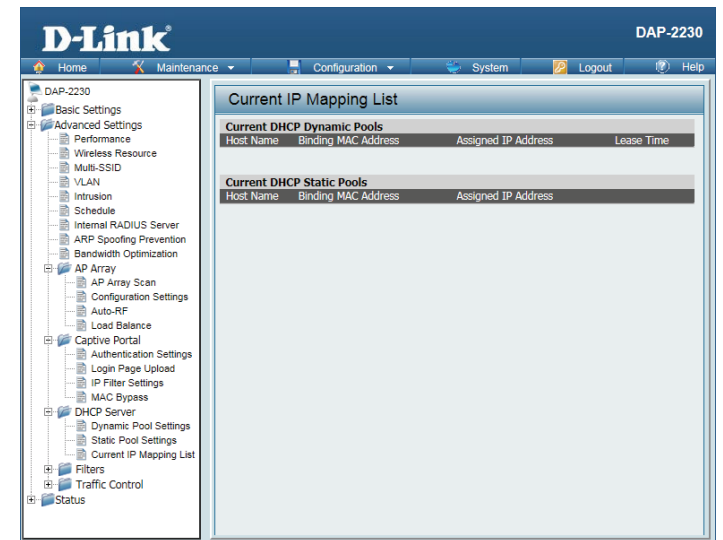 D-Link®
DAP-2230
Home Maintenance Configuration System Logout Help
DAP-2230
Basic Settings
Advanced Settings
Performance
Wireless Resource
Multi-SSID
VLAN
Intrusion
Schedule
Internal RADIUS Server
ARP Spoofing Prevention
Bandwidth Optimization
AP Array
AP Array Scan
Configuration Settings
Auto-RF
Load Balance
Captive Portal
Authentication Settings
Login Page Upload
IP Filter Settings
MAC Bypass
DHCP Server
Dynamic Pool Settings
Static Pool Settings
Current IP Mapping List
Filters
Traffic Control
Status
Current IP Mapping List
Current DHCP Dynamic Pools
Host Name Binding MAC Address Assigned IP Address Lease Time
Current DHCP Static Pools
Host Name Binding MAC Address Assigned IP Address